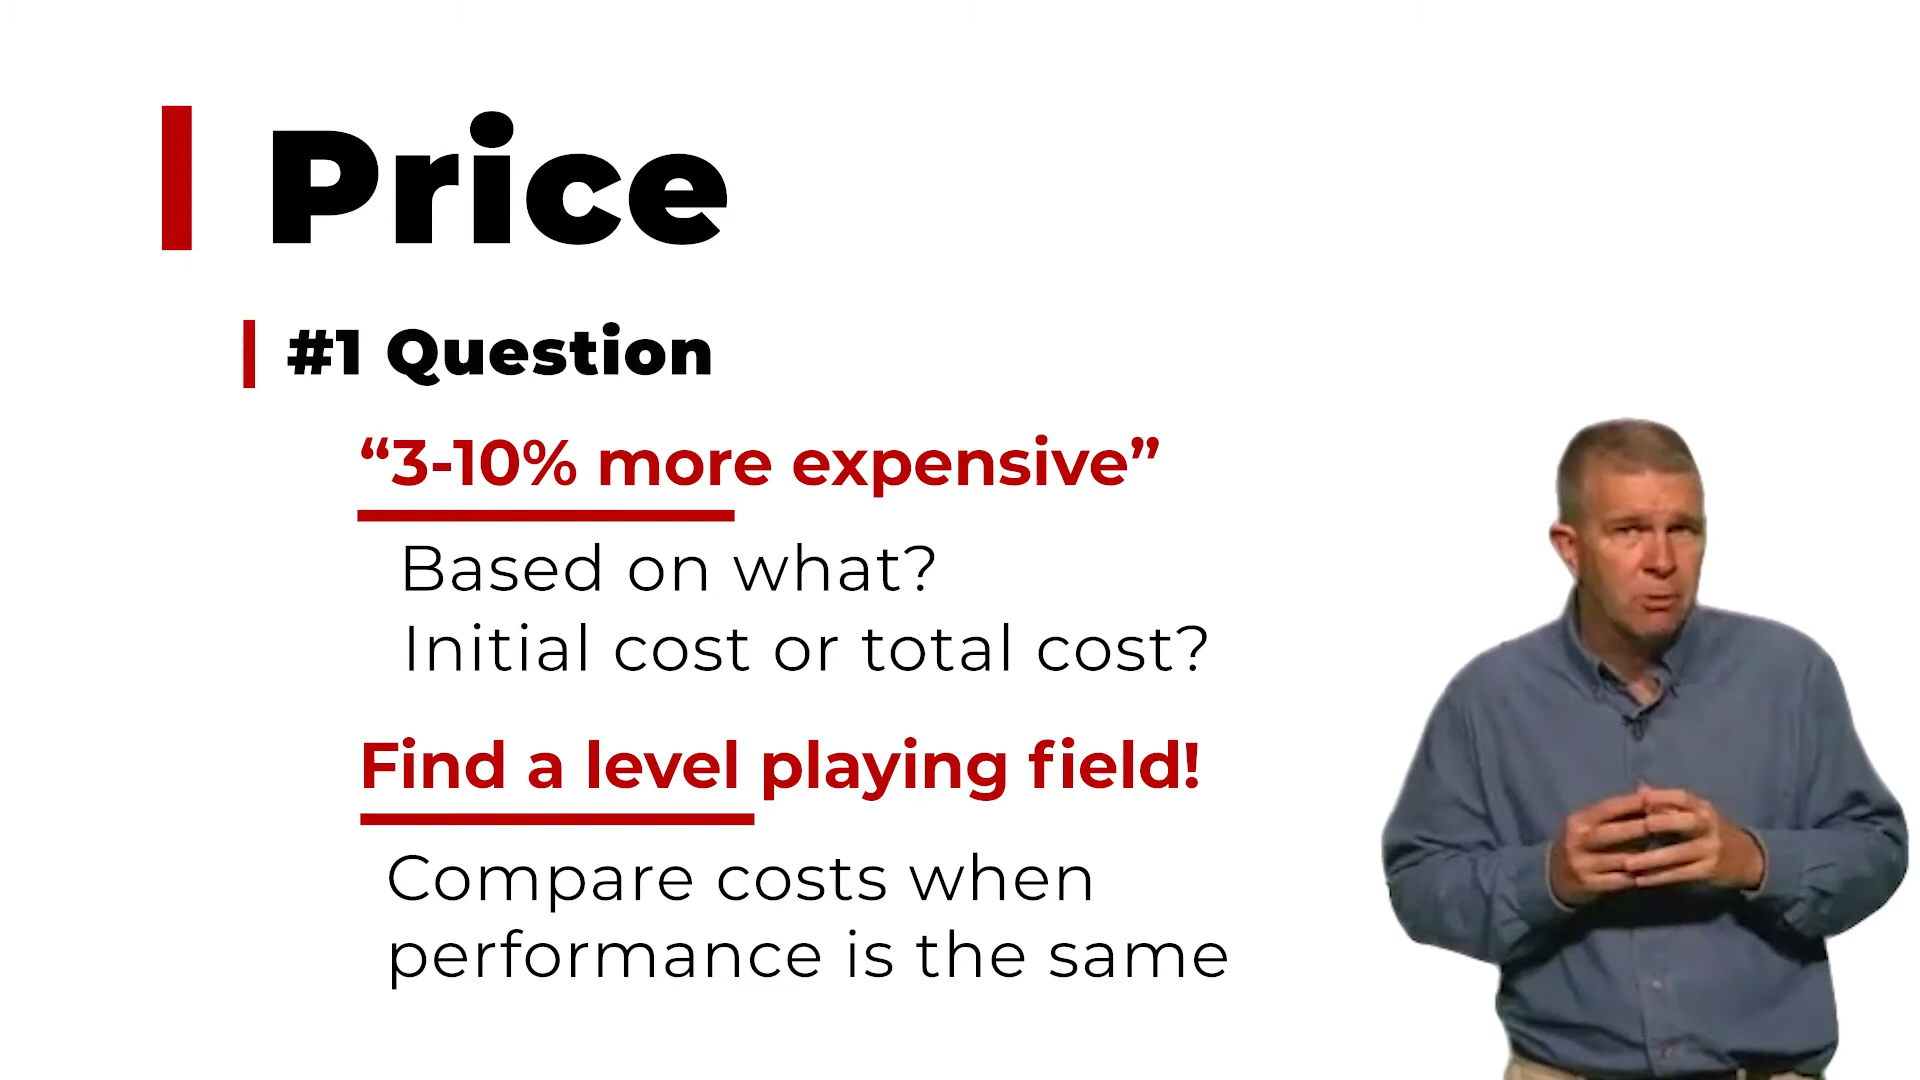 Price
#1 Question
“3-10% more expensive”
Based on what?
Initial cost or total cost?
Find a level playing field!
Compare costs when
performance is the same